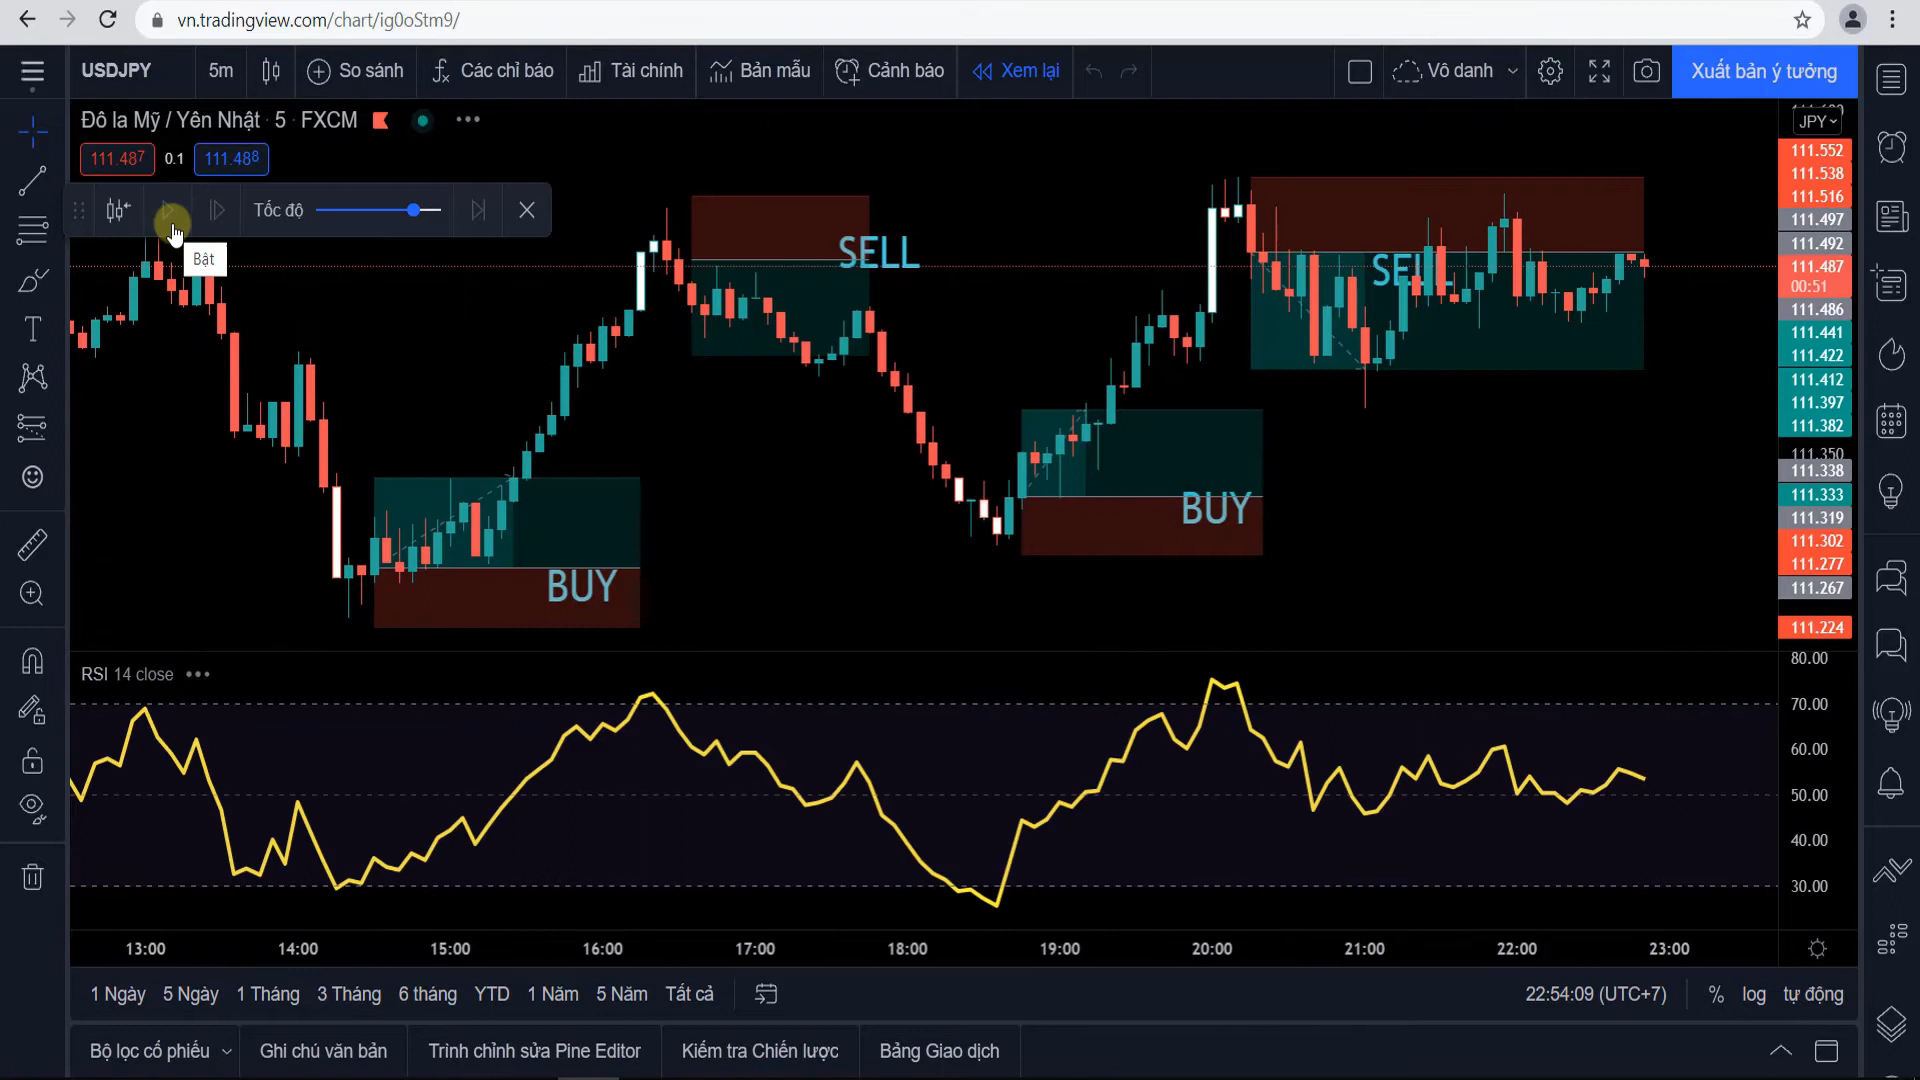 vn.tradingview.com/chart/ig0oStm9/
USDJPY 5m So sánh Các chỉ báo Tài chính Bản mẫu Cảnh báo Xem lại Vô danh Xuất bản ý tưởng
Đô la Mỹ / Yên Nhật · 5 · FXCM
JPY
111.487 0.1 111.488
Tốc độ
Bật
SELL
SELL
BUY
BUY
111.552
111.538
111.516
111.497
111.492
111.487
00:51
111.486
111.441
111.422
111.412
111.397
111.382
111.350
111.338
111.333
111.319
111.302
111.277
111.267
111.224
RSI 14 close
80.00
70.00
60.00
50.00
40.00
30.00
13:00 14:00 15:00 16:00 17:00 18:00 19:00 20:00 21:00 22:00 23:00
1 Ngày 5 Ngày 1 Tháng 3 Tháng 6 tháng YTD 1 Năm 5 Năm Tất cả 22:54:09 (UTC+7) % log tự động
Bộ lọc cổ phiếu Ghi chú văn bản Trình chỉnh sửa Pine Editor Kiểm tra Chiến lược Bảng Giao dịch